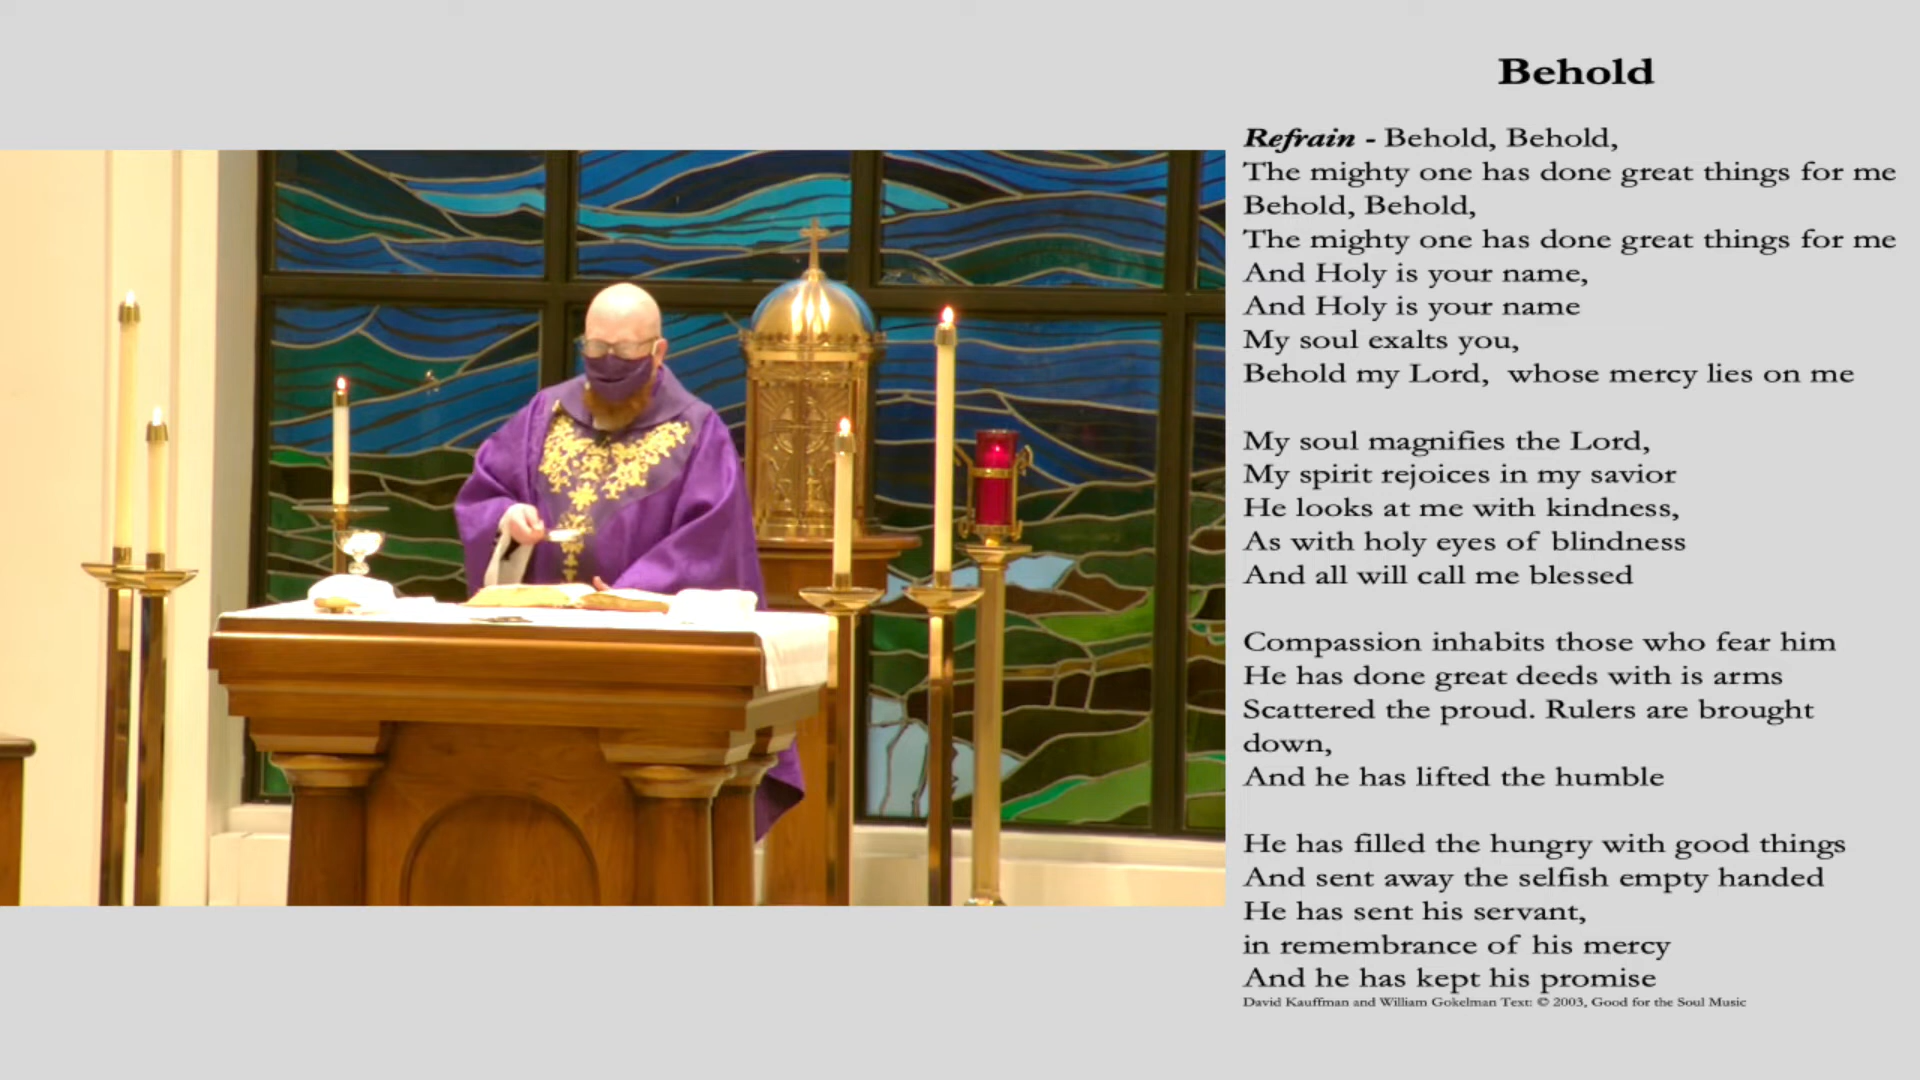 Behold
Refrain - Behold, Behold,
The mighty one has done great things for me
Behold, Behold,
The mighty one has done great things for me
And Holy is your name,
And Holy is your name
My soul exalts you,
Behold my Lord, whose mercy lies on me
My soul magnifies the Lord,
My spirit rejoices in my savior
He looks at me with kindness,
As with holy eyes of blindness
And all will call me blessed
Compassion inhabits those who fear him
He has done great deeds with is arms
Scattered the proud. Rulers are brought
down,
And he has lifted the humble
He has filled the hungry with good things
And sent away the selfish empty handed
He has sent his servant,
in remembrance of his mercy
And he has kept his promise
David Kauffman and William Gokelman Text: © 2003, Good for the Soul Music